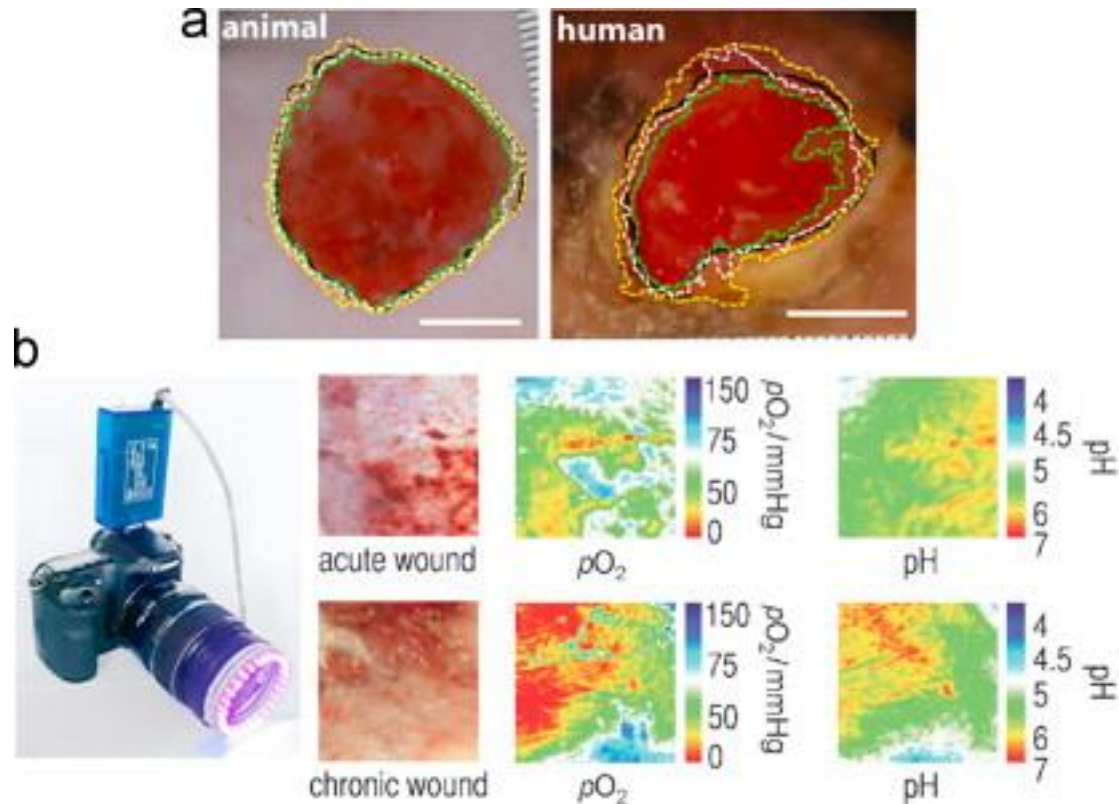 a
animal
human
b
acute wound
pO2
150
75
50
0
pO2/mmHg
pH
4
4.5
5
6
7
pH
chronic wound
pO2
150
75
50
0
pO2/mmHg
pH
4
4.5
5
6
7
pH